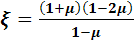 ξ = (1+μ)(1−2μ) / 1−μ